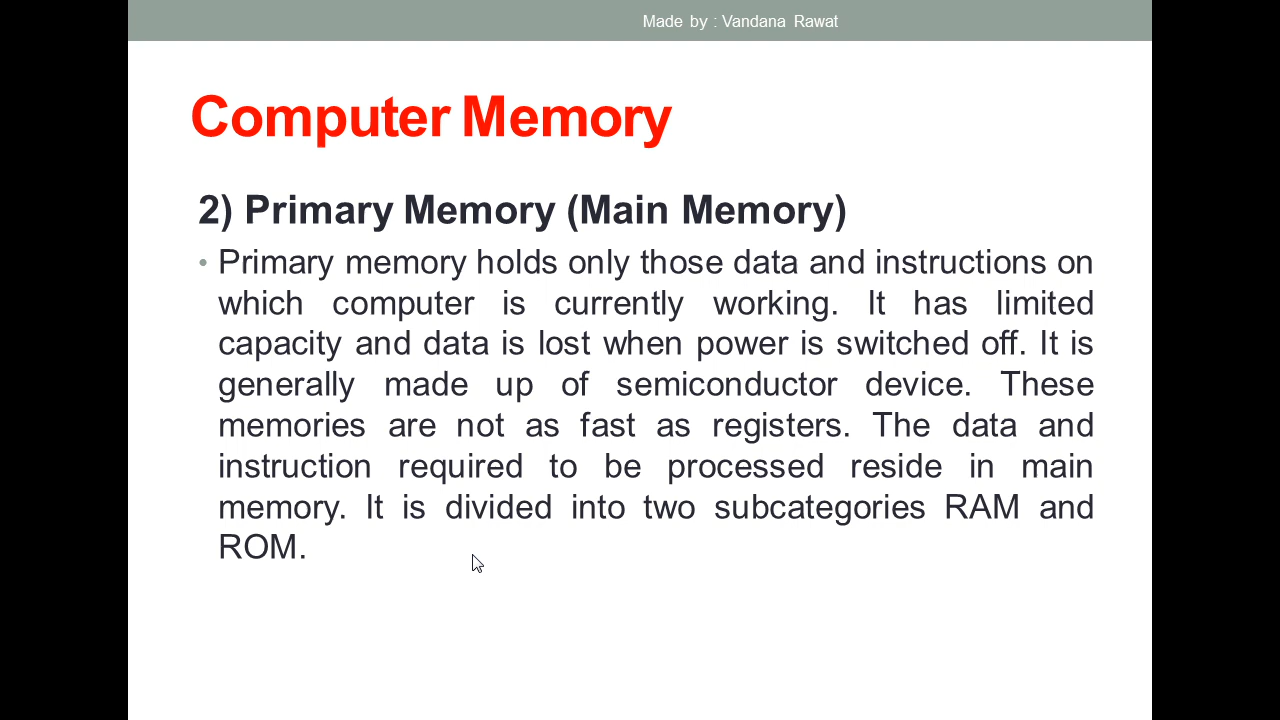 Made by : Vandana Rawat
Computer Memory
2) Primary Memory (Main Memory)
• Primary memory holds only those data and instructions on
which computer is currently working. It has limited
capacity and data is lost when power is switched off. It is
generally made up of semiconductor device. These
memories are not as fast as registers. The data and
instruction required to be processed reside in main
memory. It is divided into two subcategories RAM and
ROM.